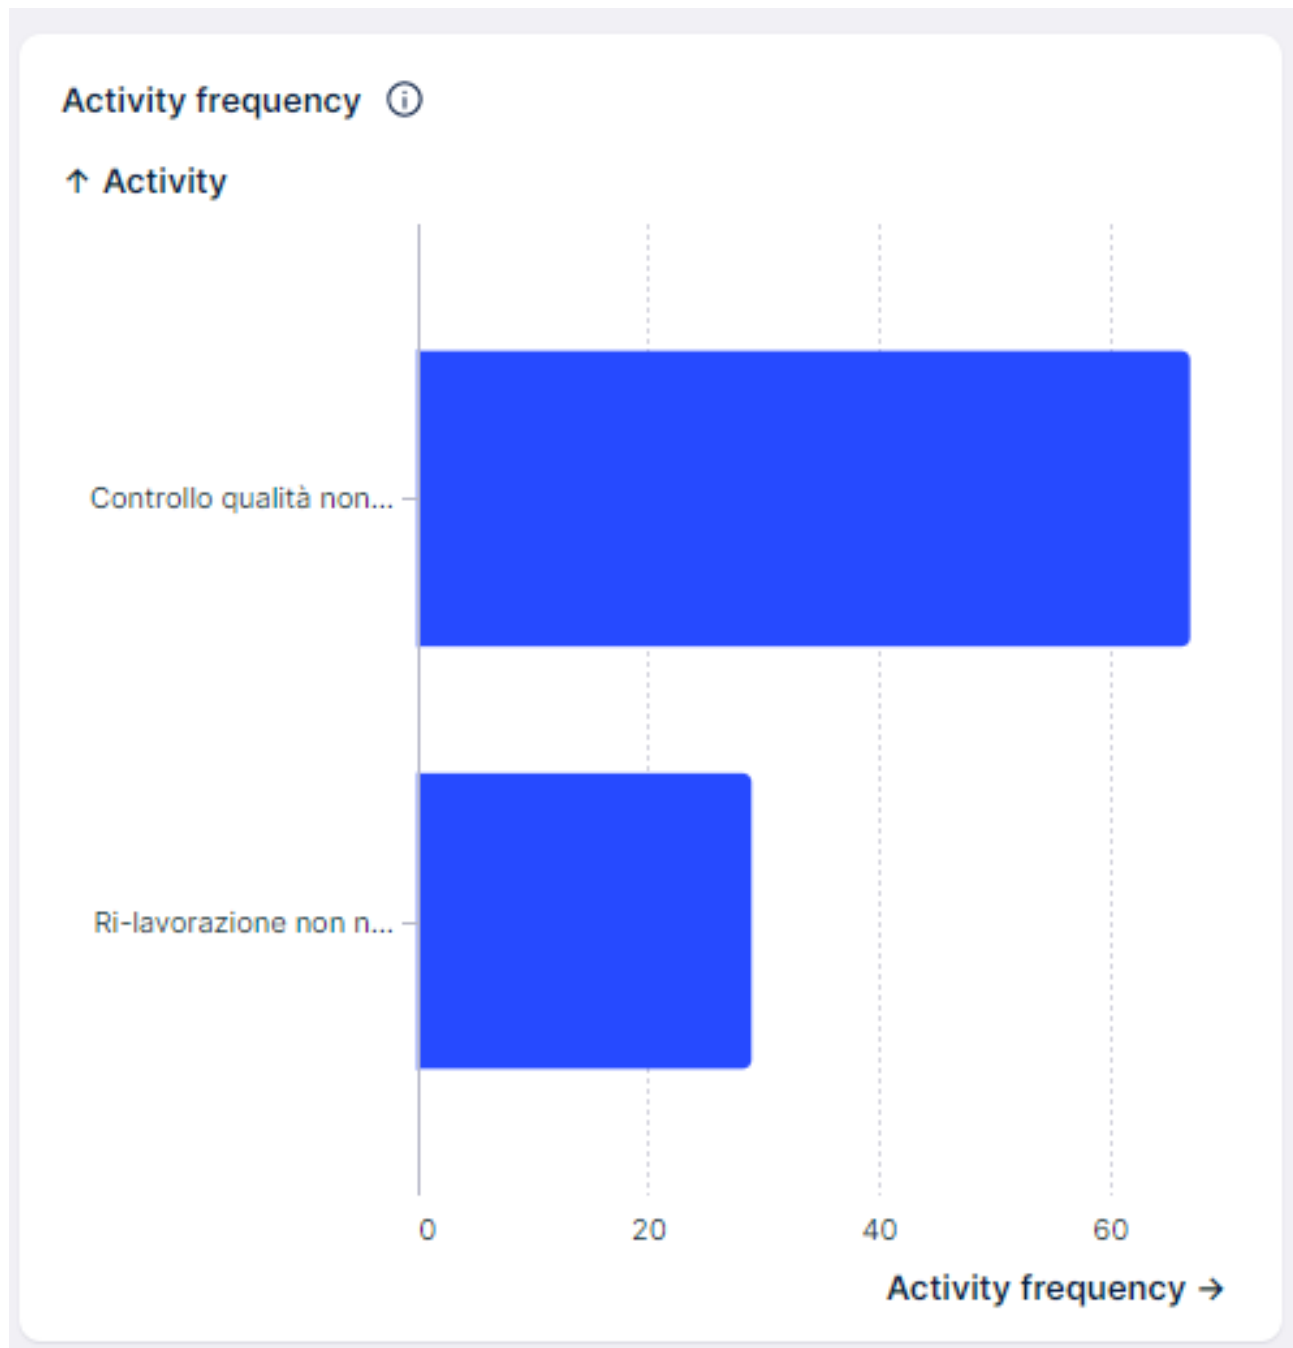 Activity frequency
↑ Activity
Controllo qualità non...
Ri-lavorazione non n...
0 20 40 60
Activity frequency →